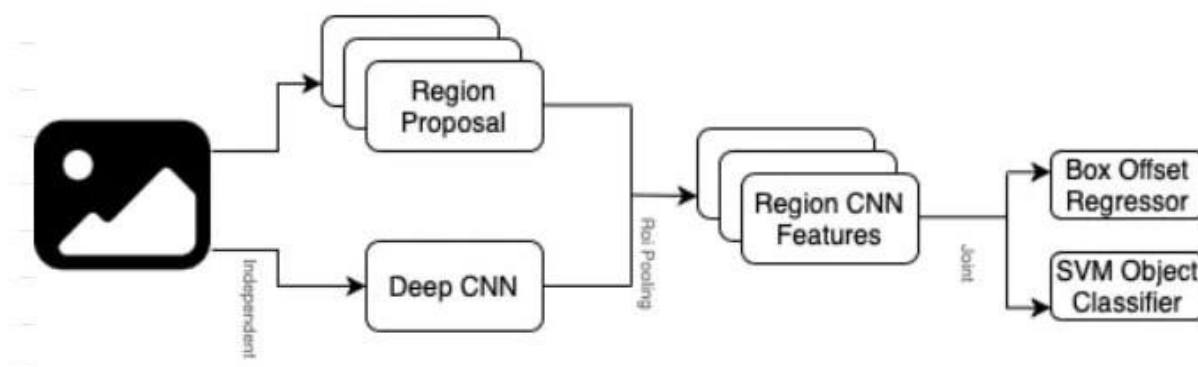 Region
Proposal
Independent
Deep CNN
Roi Pooling
Region CNN
Features
Joint
Box Offset
Regressor
SVM Object
Classifier